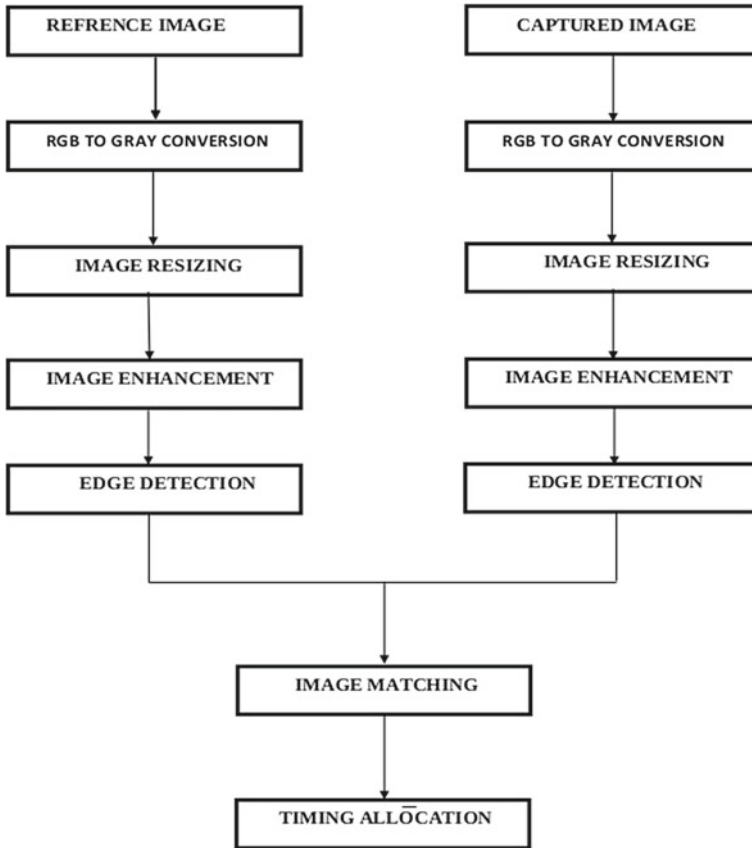 REFRENCE IMAGE
CAPTURED IMAGE
RGB TO GRAY CONVERSION
RGB TO GRAY CONVERSION
IMAGE RESIZING
IMAGE RESIZING
IMAGE ENHANCEMENT
IMAGE ENHANCEMENT
EDGE DETECTION
EDGE DETECTION
IMAGE MATCHING
TIMING ALLOCATION